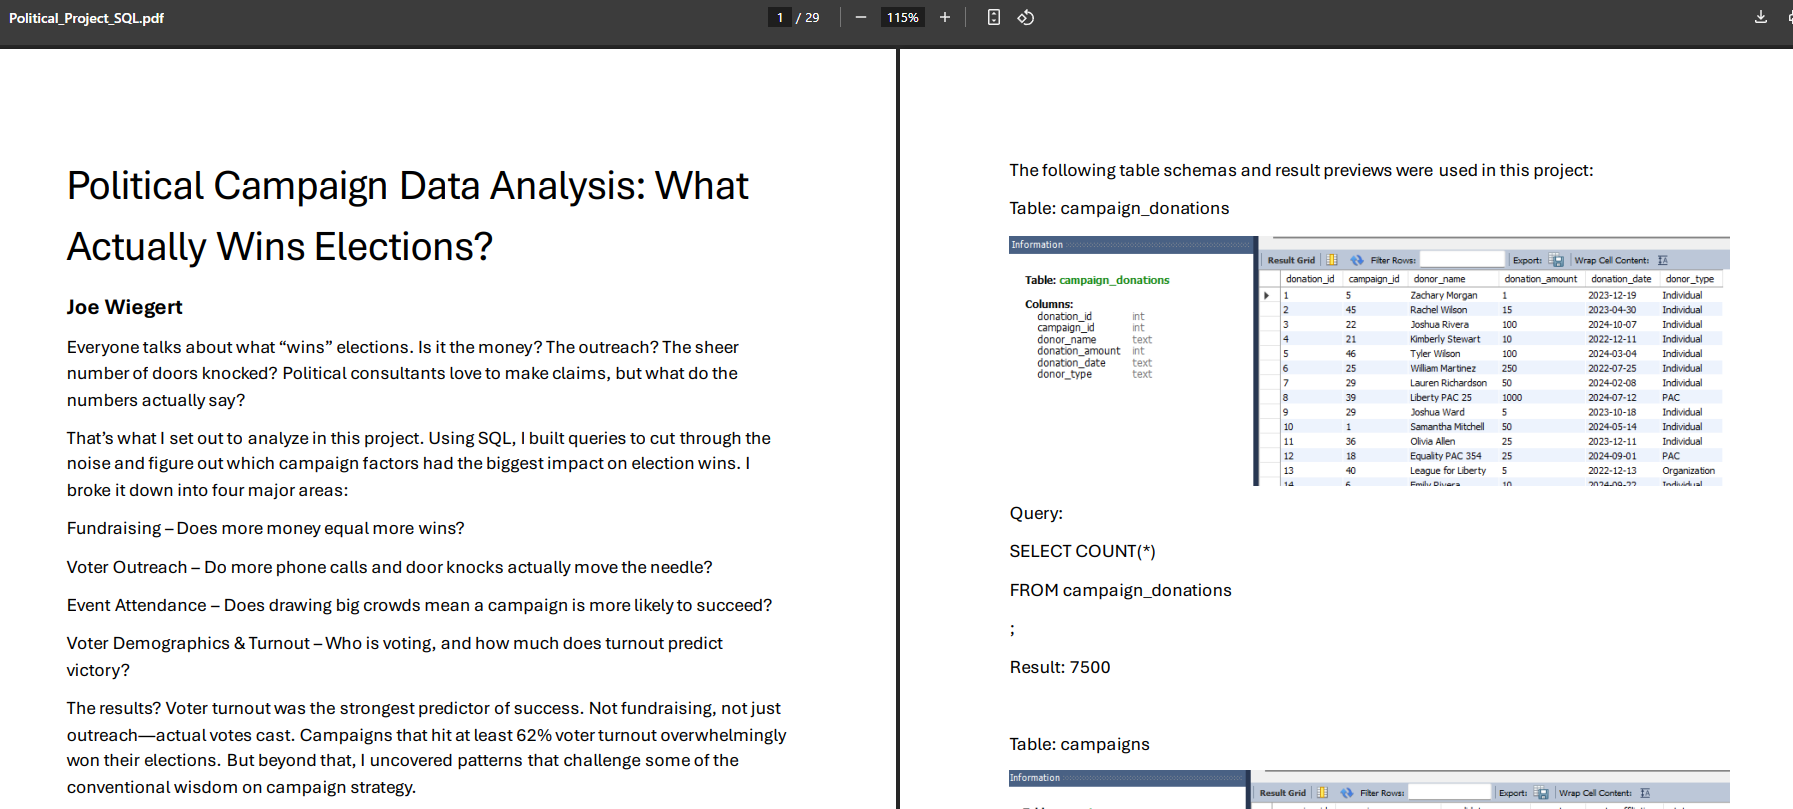 Political_Project_SQL.pdf
1 / 29
115%
Political Campaign Data Analysis: What
Actually Wins Elections?
Joe Wiegert
Everyone talks about what “wins” elections. Is it the money? The outreach? The sheer
number of doors knocked? Political consultants love to make claims, but what do the
numbers actually say?
That’s what I set out to analyze in this project. Using SQL, I built queries to cut through the
noise and figure out which campaign factors had the biggest impact on election wins. I
broke it down into four major areas:
Fundraising – Does more money equal more wins?
Voter Outreach – Do more phone calls and door knocks actually move the needle?
Event Attendance – Does drawing big crowds mean a campaign is more likely to succeed?
Voter Demographics & Turnout – Who is voting, and how much does turnout predict
victory?
The results? Voter turnout was the strongest predictor of success. Not fundraising, not just
outreach—actual votes cast. Campaigns that hit at least 62% voter turnout overwhelmingly
won their elections. But beyond that, I uncovered patterns that challenge some of the
conventional wisdom on campaign strategy.
The following table schemas and result previews were used in this project:
Table: campaign_donations
Information
Table: campaign_donations
Columns:
donation_id int
campaign_id int
donor_name text
donation_amount int
donation_date text
donor_type text
Result Grid Filter Rows: Export: Wrap Cell Content:
donation_id campaign_id donor_name donation_amount donation_date donor_type
1 5 Zachary Morgan 1 2023-12-19 Individual
2 45 Rachel Wilson 15 2023-04-30 Individual
3 22 Joshua Rivera 100 2024-10-07 Individual
4 21 Kimberly Stewart 10 2022-12-11 Individual
5 46 Tyler Wilson 100 2024-03-04 Individual
6 25 William Martinez 250 2022-07-25 Individual
7 29 Lauren Richardson 50 2024-02-08 Individual
8 39 Liberty PAC 25 1000 2024-07-12 PAC
9 29 Joshua Ward 5 2023-10-18 Individual
10 1 Samantha Mitchell 50 2024-05-14 Individual
11 36 Olivia Allen 25 2023-12-11 Individual
12 18 Equality PAC 354 25 2024-09-01 PAC
13 40 League for Liberty 5 2022-12-13 Organization
14 6 Emily Rivera 10 2024-09-22 Individual
Query:
SELECT COUNT(*)
FROM campaign_donations
;
Result: 7500
Table: campaigns
Information
Result Grid Filter Rows: Export: Wrap Cell Content: